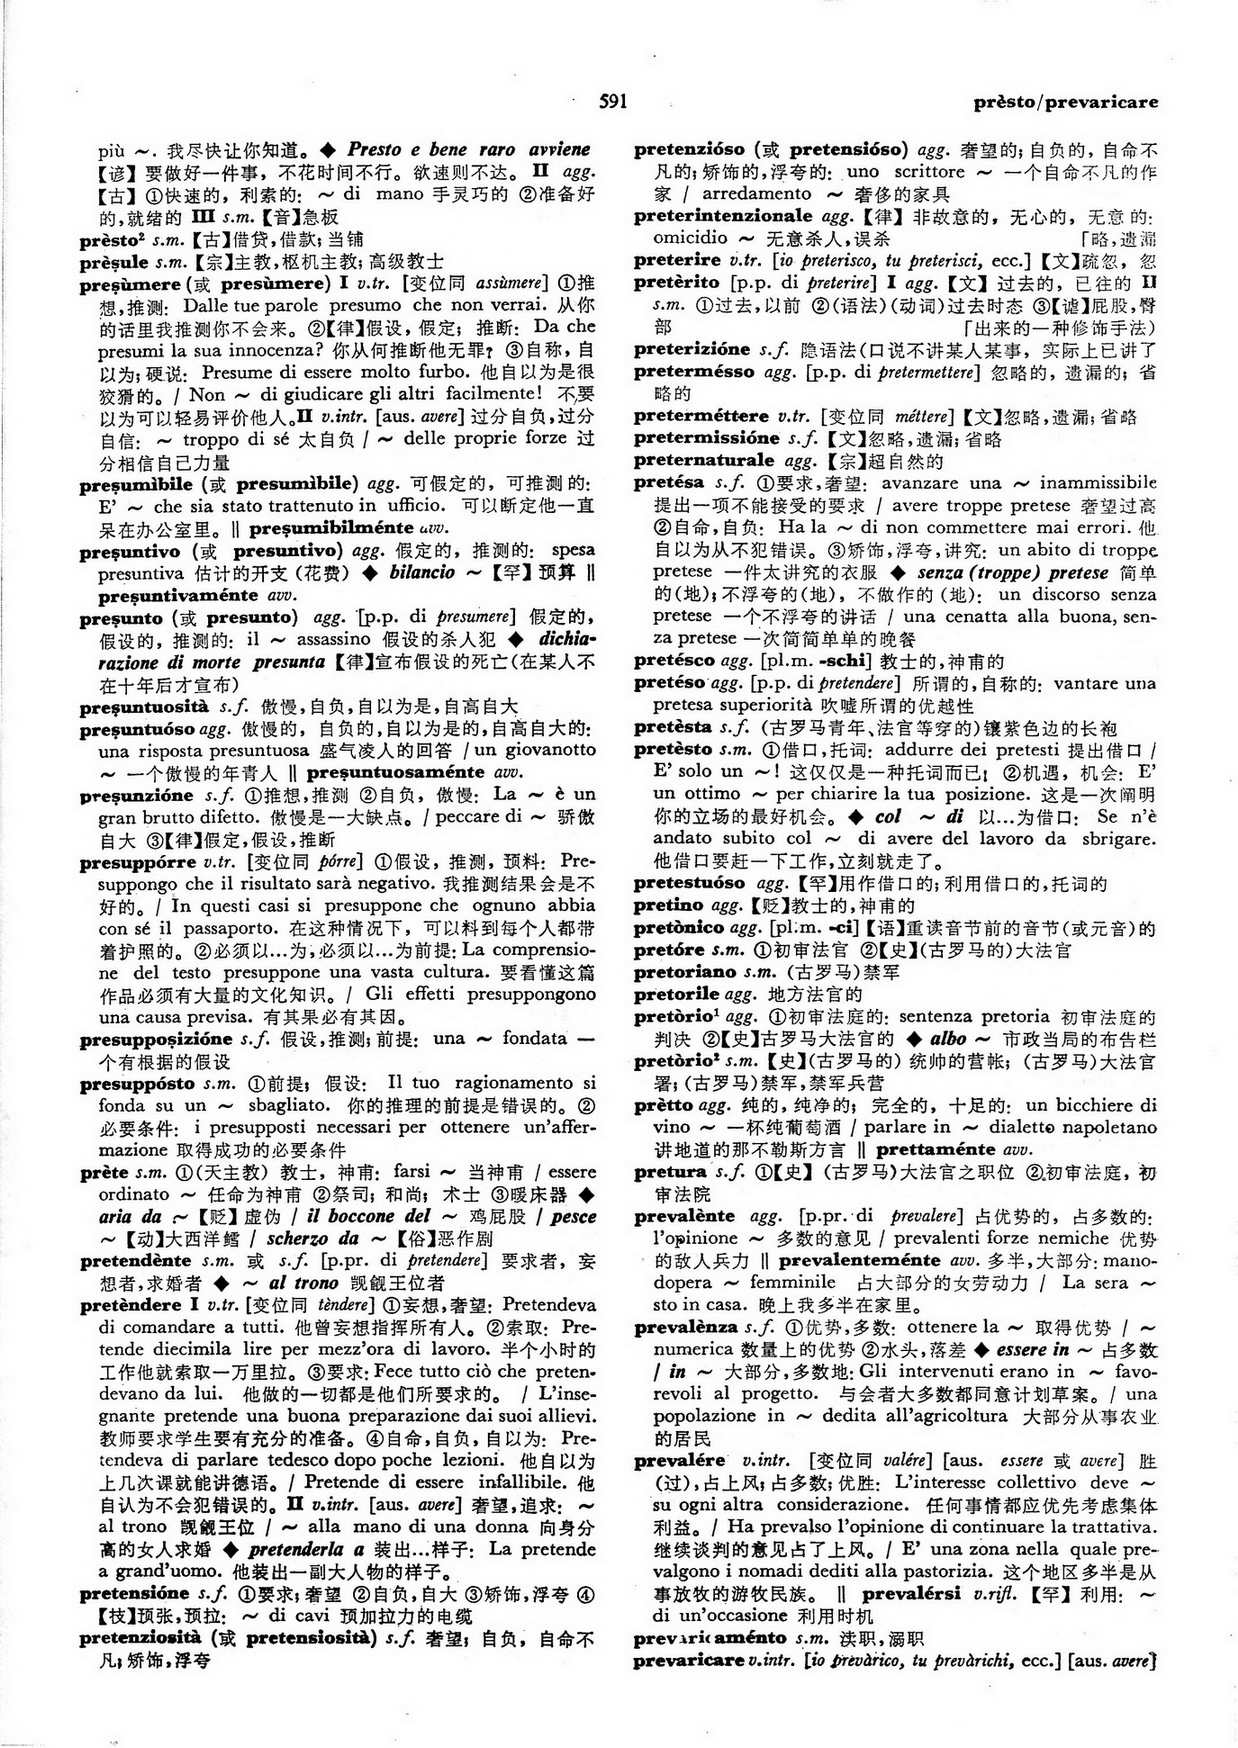 591
prèsto/prevaricare
più ～. 我尽快让你知道。◆ Presto e bene raro avviene
【谚】要做好一件事，不花时间不行。欲速则不达。II agg.
【古】①快速的，利索的: ～ di mano 手灵巧的 ②准备好
的,就绪的 III s.m.【音】急板
prèsto² s.m.【古】借贷,借款;当铺
prèṣule s.m.【宗】主教,枢机主教;高级教士
preṣùmere (或 presùmere) I v.tr. [变位同 assùmere] ①推
想,推测: Dalle tue parole presumo che non verrai. 从你
的话里我推测你不会来。②【律】假设，假定；推断: Da che
presumi la sua innocenza? 你从何推断他无罪? ③自称，自
以为;硬说: Presume di essere molto furbo. 他自以为是很
狡猾的。/ Non ～ di giudicare gli altri facilmente! 不要
以为可以轻易评价他人。II v.intr. [aus. avere] 过分自负,过分
自信: ～ troppo di sé 太自负 / ～ delle proprie forze 过
分相信自己力量
preṣumìbile (或 presumìbile) agg. 可假定的，可推测的:
E' ～ che sia stato trattenuto in ufficio. 可以断定他一直
呆在办公室里。‖ preṣumibilménte avv.
preṣuntivo (或 presuntivo) agg. 假定的，推测的: spesa
presuntiva 估计的开支 (花费) ◆ bilancio ～【罕】预算 ‖
preṣuntivaménte avv.
preṣunto (或 presunto) agg. [p.p. di presumere] 假定的，
假设的，推测的: il ～ assassino 假设的杀人犯 ◆ dichia-
razione di morte presunta【律】宣布假设的死亡(在某人不
在十年后才宣布)
preṣuntuosità s.f. 傲慢,自负,自以为是,自高自大
preṣuntuóso agg. 傲慢的，自负的,自以为是的,自高自大的:
una risposta presuntuosa 盛气凌人的回答 / un giovanotto
～ 一个傲慢的年青人 ‖ preṣuntuosaménte avv.
preṣunzióne s.f. ①推想,推测 ②自负，傲慢: La ～ è un
gran brutto difetto. 傲慢是一大缺点。/ peccare di ～ 骄傲
自大 ③【律】假定,假设,推断
presuppórre v.tr. [变位同 pórre] ①假设，推测，预料: Pre-
suppongo che il risultato sarà negativo. 我推测结果会是不
好的。/ In questi casi si presuppone che ognuno abbia
con sé il passaporto. 在这种情况下，可以料到每个人都带
着护照的。②必须以...为,必须以...为前提: La comprensio-
ne del testo presuppone una vasta cultura. 要看懂这篇
作品必须有大量的文化知识。/ Gli effetti presuppongono
una causa previsa. 有其果必有其因。
presupposizióne s.f. 假设,推测;前提: una ～ fondata 一
个有根据的假设
presuppósto s.m. ①前提；假设: Il tuo ragionamento si
fonda su un ～ sbagliato. 你的推理的前提是错误的。②
必要条件: i presupposti necessari per ottenere un'affer-
mazione 取得成功的必要条件
prète s.m. ①(天主教) 教士，神甫: farsi ～ 当神甫 / essere
ordinato ～ 任命为神甫 ②祭司；和尚；术士 ③暖床器 ◆
aria da ～【贬】虚伪 / il boccone del ～ 鸡屁股 / pesce
～【动】大西洋鳕 / scherzo da ～【俗】恶作剧
pretendènte s.m. 或 s.f. [p.pr. di pretendere] 要求者，妄
想者,求婚者 ◆ ～ al trono 觊觎王位者
pretèndere I v.tr. [变位同 tèndere] ①妄想,奢望: Pretendeva
di comandare a tutti. 他曾妄想指挥所有人。②索取: Pre-
tende diecimila lire per mezz'ora di lavoro. 半个小时的
工作他就索取一万里拉。③要求: Fece tutto ciò che preten-
devano da lui. 他做的一切都是他们所要求的。/ L'inse-
gnante pretende una buona preparazione dai suoi allievi.
教师要求学生要有充分的准备。④自命,自负,自以为: Pre-
tendeva di parlare tedesco dopo poche lezioni. 他自以为
上几次课就能讲德语。/ Pretende di essere infallibile. 他
自认为不会犯错误的。II v.intr. [aus. avere] 奢望,追求: ～
al trono 觊觎王位 / ～ alla mano di una donna 向身分
高的女人求婚 ◆ pretenderla a 装出...样子: La pretende
a grand'uomo. 他装出一副大人物的样子。
pretensióne s.f. ①要求;奢望 ②自负,自大 ③矫饰,浮夸 ④
【技】预张,预拉: ～ di cavi 预加拉力的电缆
pretenziosità (或 pretensiosità) s.f. 奢望；自负，自命不
凡;矫饰,浮夸
pretenzióso (或 pretensióso) agg. 奢望的；自负的，自命不
凡的；矫饰的,浮夸的: uno scrittore ～ 一个自命不凡的作
家 / arredamento ～ 奢侈的家具
preterintenzionale agg.【律】非故意的，无心的，无意的:
omicidio ～ 无意杀人,误杀 「略,遗漏
preterire v.tr. [io preterisco, tu preterisci, ecc.]【文】疏忽，忽
pretèrito [p.p. di preterire] I agg.【文】过去的，已往的 II
s.m. ①过去,以前 ②(语法)(动词)过去时态 ③【谑】屁股,臀
部 「出来的一种修饰手法)
preterizióne s.f. 隐语法(口说不讲某人某事，实际上已讲了
pretermésso agg. [p.p. di pretermettere] 忽略的，遗漏的；省
略的
preterméttere v.tr. [变位同 méttere]【文】忽略,遗漏;省略
pretermissióne s.f.【文】忽略,遗漏;省略
preternaturale agg.【宗】超自然的
pretésa s.f. ①要求,奢望: avanzare una ～ inammissibile
提出一项不能接受的要求 / avere troppe pretese 奢望过高
②自命,自负: Ha la ～ di non commettere mai errori. 他
自以为从不犯错误。③矫饰,浮夸,讲究: un abito di troppe
pretese 一件太讲究的衣服 ◆ senza (troppe) pretese 简单
的(地);不浮夸的(地)，不做作的 (地): un discorso senza
pretese 一个不浮夸的讲话 / una cenatta alla buona, sen-
za pretese 一次简简单单的晚餐
pretésco agg. [pl.m. -schi] 教士的,神甫的
pretéso agg. [p.p. di pretendere] 所谓的,自称的: vantare una
pretesa superiorità 吹嘘所谓的优越性
pretèsta s.f. (古罗马青年、法官等穿的)镶紫色边的长袍
pretèsto s.m. ①借口,托词: addurre dei pretesti 提出借口 /
E' solo un ～! 这仅仅是一种托词而已! ②机遇，机会: E'
un ottimo ～ per chiarire la tua posizione. 这是一次阐明
你的立场的最好机会。◆ col ～ di 以...为借口: Se n'è
andato subito col ～ di avere del lavoro da sbrigare.
他借口要赶一下工作,立刻就走了。
pretestuóso agg.【罕】用作借口的;利用借口的,托词的
pretino agg.【贬】教士的,神甫的
pretònico agg. [pl.m. -ci]【语】重读音节前的音节(或元音)的
pretóre s.m. ①初审法官 ②【史】(古罗马的)大法官
pretoriano s.m. (古罗马)禁军
pretorile agg. 地方法官的
pretòrio¹ agg. ①初审法庭的: sentenza pretoria 初审法庭的
判决 ②【史】古罗马大法官的 ◆ albo ～ 市政当局的布告栏
pretòrio² s.m.【史】(古罗马的) 统帅的营帐；(古罗马)大法官
署；(古罗马)禁军,禁军兵营
prètto agg. 纯的,纯净的；完全的，十足的: un bicchiere di
vino ～ 一杯纯葡萄酒 / parlare in ～ dialetto napoletano
讲地道的那不勒斯方言 ‖ prettaménte avv.
pretura s.f. ①【史】(古罗马)大法官之职位 ②初审法庭，初
审法院
prevalènte agg. [p.pr. di prevalere] 占优势的，占多数的:
l'opinione ～ 多数的意见 / prevalenti forze nemiche 优势
的敌人兵力 ‖ prevalenteménte avv. 多半,大部分: mano-
dopera ～ femminile 占大部分的女劳动力 / La sera ～
sto in casa. 晚上我多半在家里。
prevalènza s.f. ①优势,多数: ottenere la ～ 取得优势 / ～
numerica 数量上的优势 ②水头,落差 ◆ essere in ～ 占多数
/ in ～ 大部分,多数地: Gli intervenuti erano in ～ favo-
revoli al progetto. 与会者大多数都同意计划草案。/ una
popolazione in ～ dedita all'agricoltura 大部分从事农业
的居民
prevalére v.intr. [变位同 valére] [aus. essere 或 avere] 胜
(过),占上风；占多数；优胜: L'interesse collettivo deve ～
su ogni altra considerazione. 任何事情都应优先考虑集体
利益。/ Ha prevalso l'opinione di continuare la trattativa.
继续谈判的意见占了上风。/ E' una zona nella quale pre-
valgono i nomadi dediti alla pastorizia. 这个地区多半是从
事放牧的游牧民族。‖ prevalérsi v.rifl.【罕】利用: ～
di un'occasione 利用时机
prevaricaménto s.m. 渎职,溺职
prevaricare v.intr. [io prevàrico, tu prevàrichi, ecc.] [aus. avere]